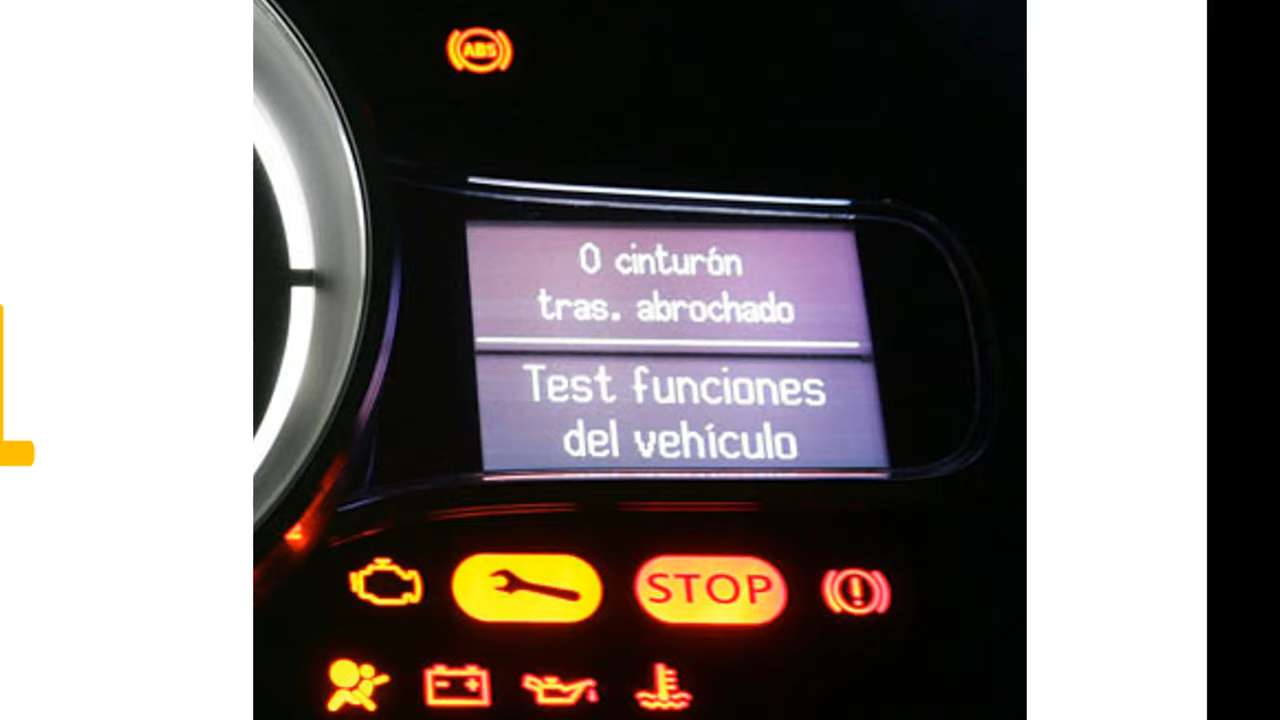 ABS
0 cinturón
tras. abrochado
Test funciones
del vehículo
STOP